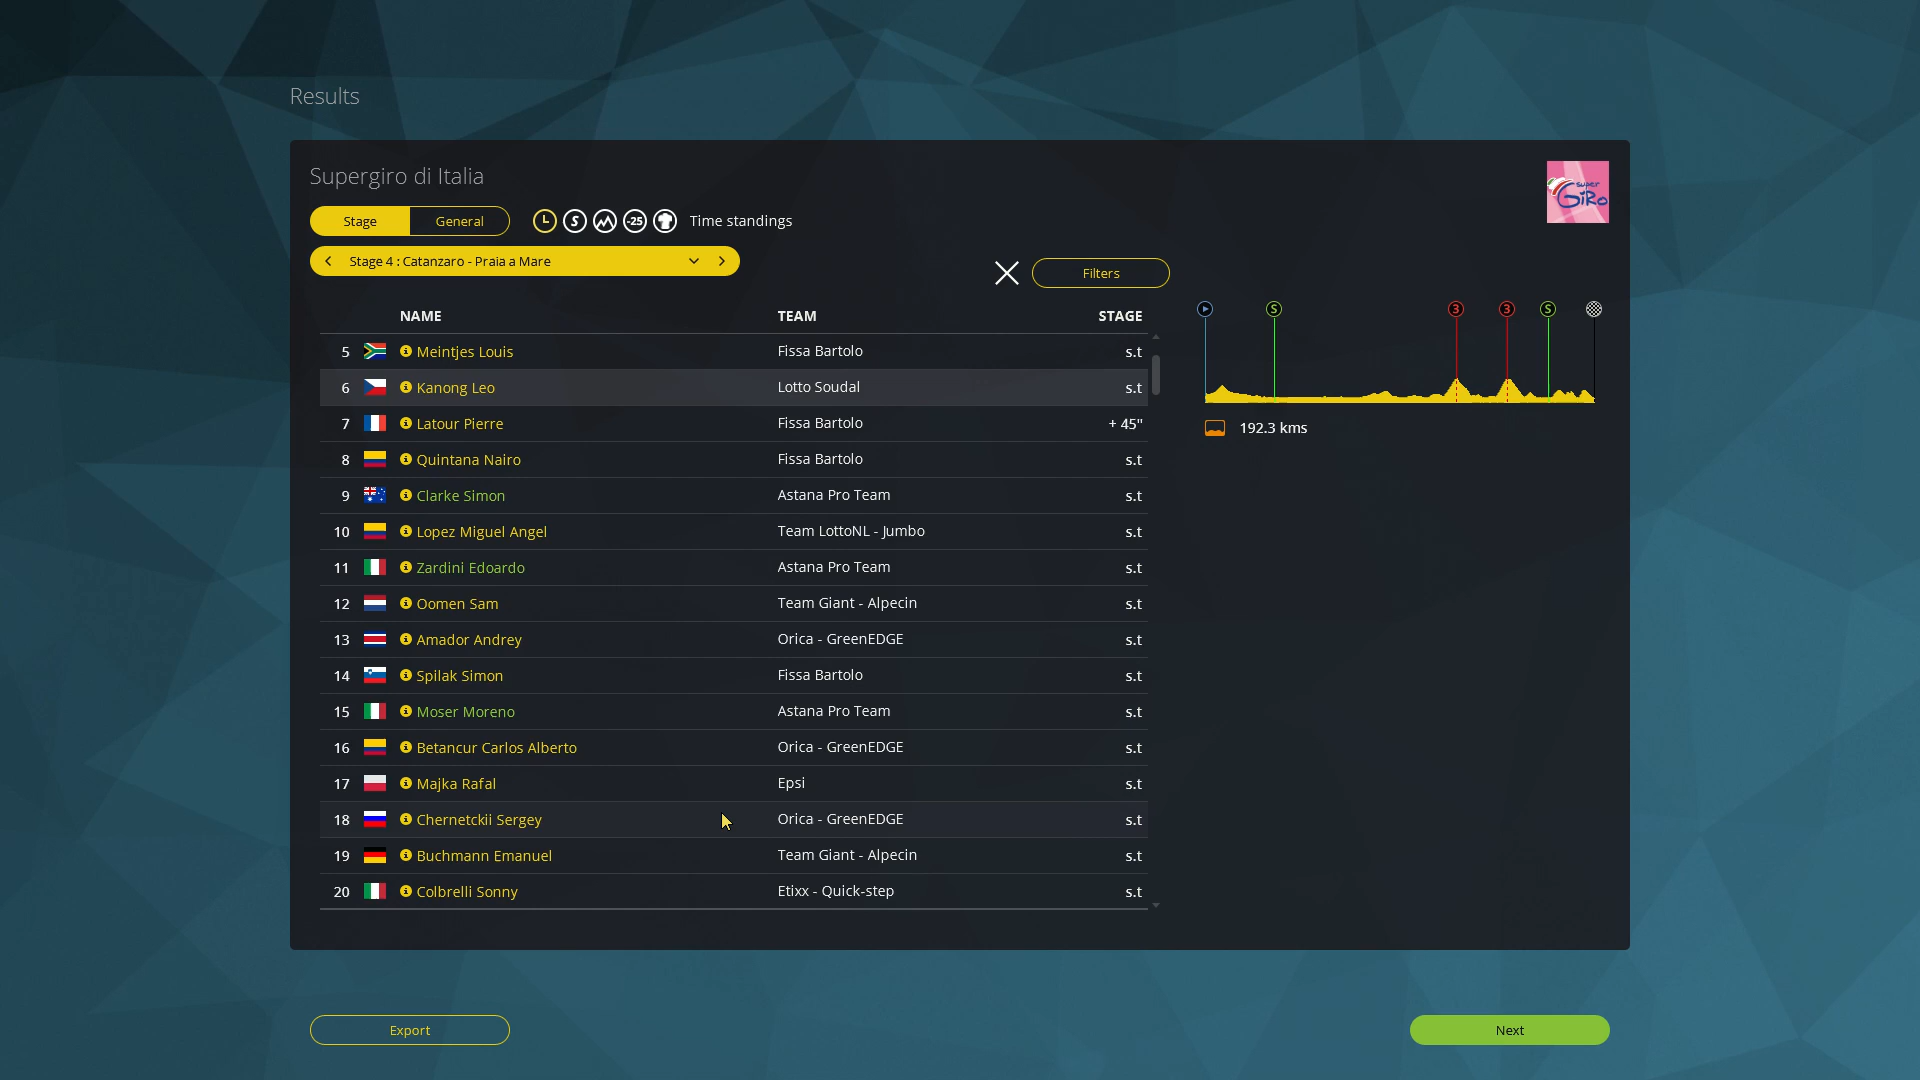 Results
Supergiro di Italia
SUPER GiRo
Stage General S -25 Time standings
Stage 4 : Catanzaro - Praia a Mare
Filters
NAME TEAM STAGE
5 Meintjes Louis Fissa Bartolo s.t
6 Kanong Leo Lotto Soudal s.t
7 Latour Pierre Fissa Bartolo + 45"
8 Quintana Nairo Fissa Bartolo s.t
9 Clarke Simon Astana Pro Team s.t
10 Lopez Miguel Angel Team LottoNL - Jumbo s.t
11 Zardini Edoardo Astana Pro Team s.t
12 Oomen Sam Team Giant - Alpecin s.t
13 Amador Andrey Orica - GreenEDGE s.t
14 Spilak Simon Fissa Bartolo s.t
15 Moser Moreno Astana Pro Team s.t
16 Betancur Carlos Alberto Orica - GreenEDGE s.t
17 Majka Rafal Epsi s.t
18 Chernetckii Sergey Orica - GreenEDGE s.t
19 Buchmann Emanuel Team Giant - Alpecin s.t
20 Colbrelli Sonny Etixx - Quick-step s.t
S 3 3 S
192.3 kms
Export
Next